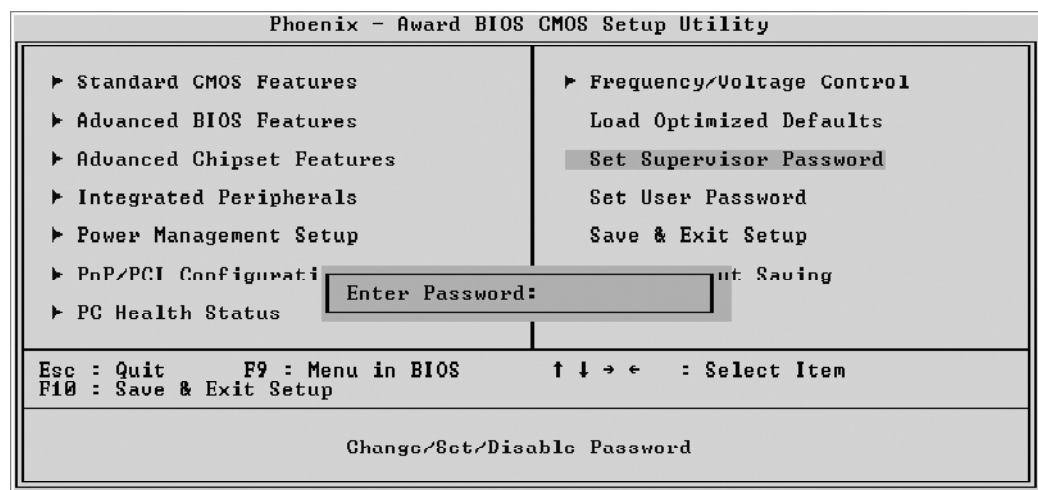 Phoenix - Award BIOS CMOS Setup Utility
▶ Standard CMOS Features
▶ Advanced BIOS Features
▶ Advanced Chipset Features
▶ Integrated Peripherals
▶ Power Management Setup
▶ PnP/PCI Configurati
▶ PC Health Status
▶ Frequency/Voltage Control
Load Optimized Defaults
Set Supervisor Password
Set User Password
Save & Exit Setup
ut Saving
Enter Password:
Esc : Quit F9 : Menu in BIOS ↑ ↓ → ← : Select Item
F10 : Save & Exit Setup
Change/Set/Disable Password